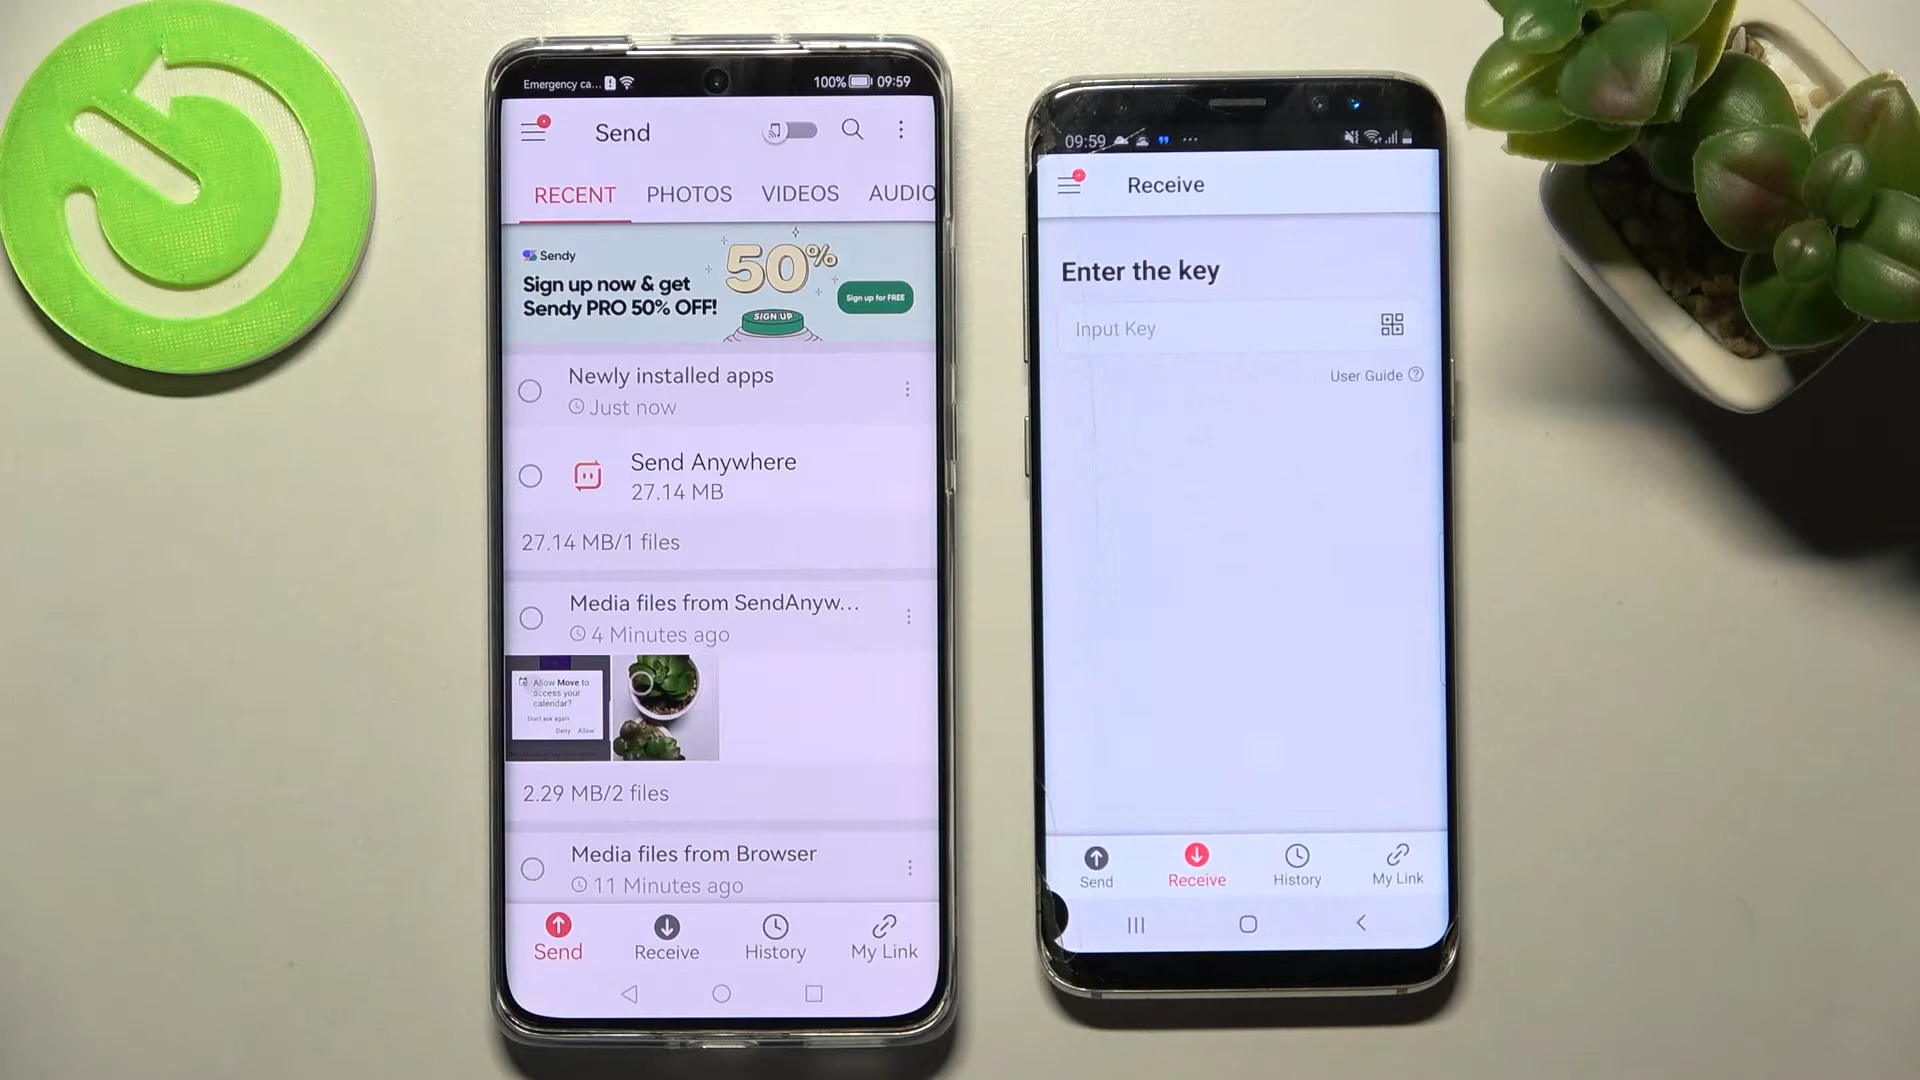 Emergency ca...
100%
09:59
Send
RECENT PHOTOS VIDEOS AUDIO
Sendy
Sign up now & get
Sendy PRO 50% OFF!
50%
SIGN UP
Sign up for FREE
Newly installed apps
Just now
Send Anywhere
27.14 MB
27.14 MB/1 files
Media files from SendAnyw...
4 Minutes ago
Allow Move to
access your
calendar?
Don't ask again
Deny Allow
2.29 MB/2 files
Media files from Browser
11 Minutes ago
Send Receive History My Link
09:59
Receive
Enter the key
Input Key
User Guide
Send Receive History My Link